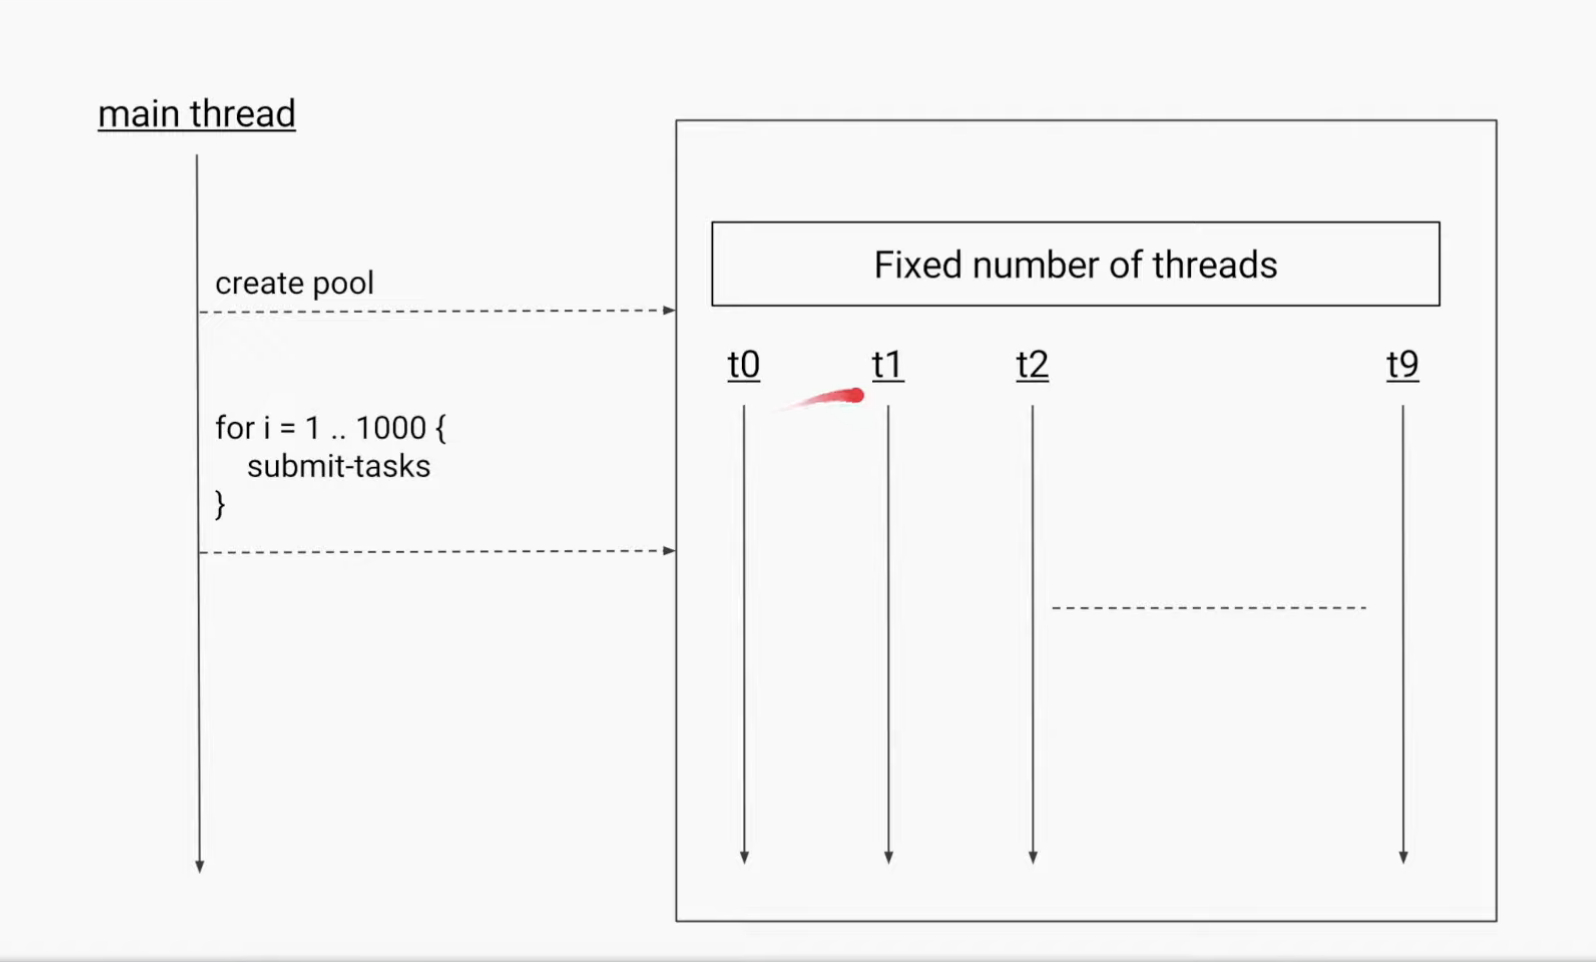 main thread
create pool
for i = 1 .. 1000 {
submit-tasks
}
Fixed number of threads
t0 t1 t2 t9